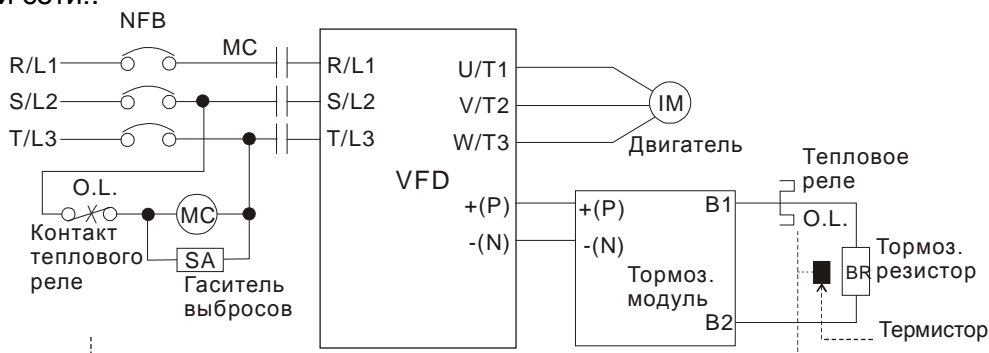 й сети..
NFB
MC
R/L1
R/L1
U/T1
S/L2
S/L2
V/T2
IM
T/L3
T/L3
W/T3
Двигатель
VFD
Тепловое
реле
O.L.
O.L.
MC
+(P)
+(P)
B1
Контакт
теплового
реле
SA
-(N)
-(N)
Гаситель
выбросов
Тормоз.
модуль
BR
Тормоз.
резистор
B2
Термистор